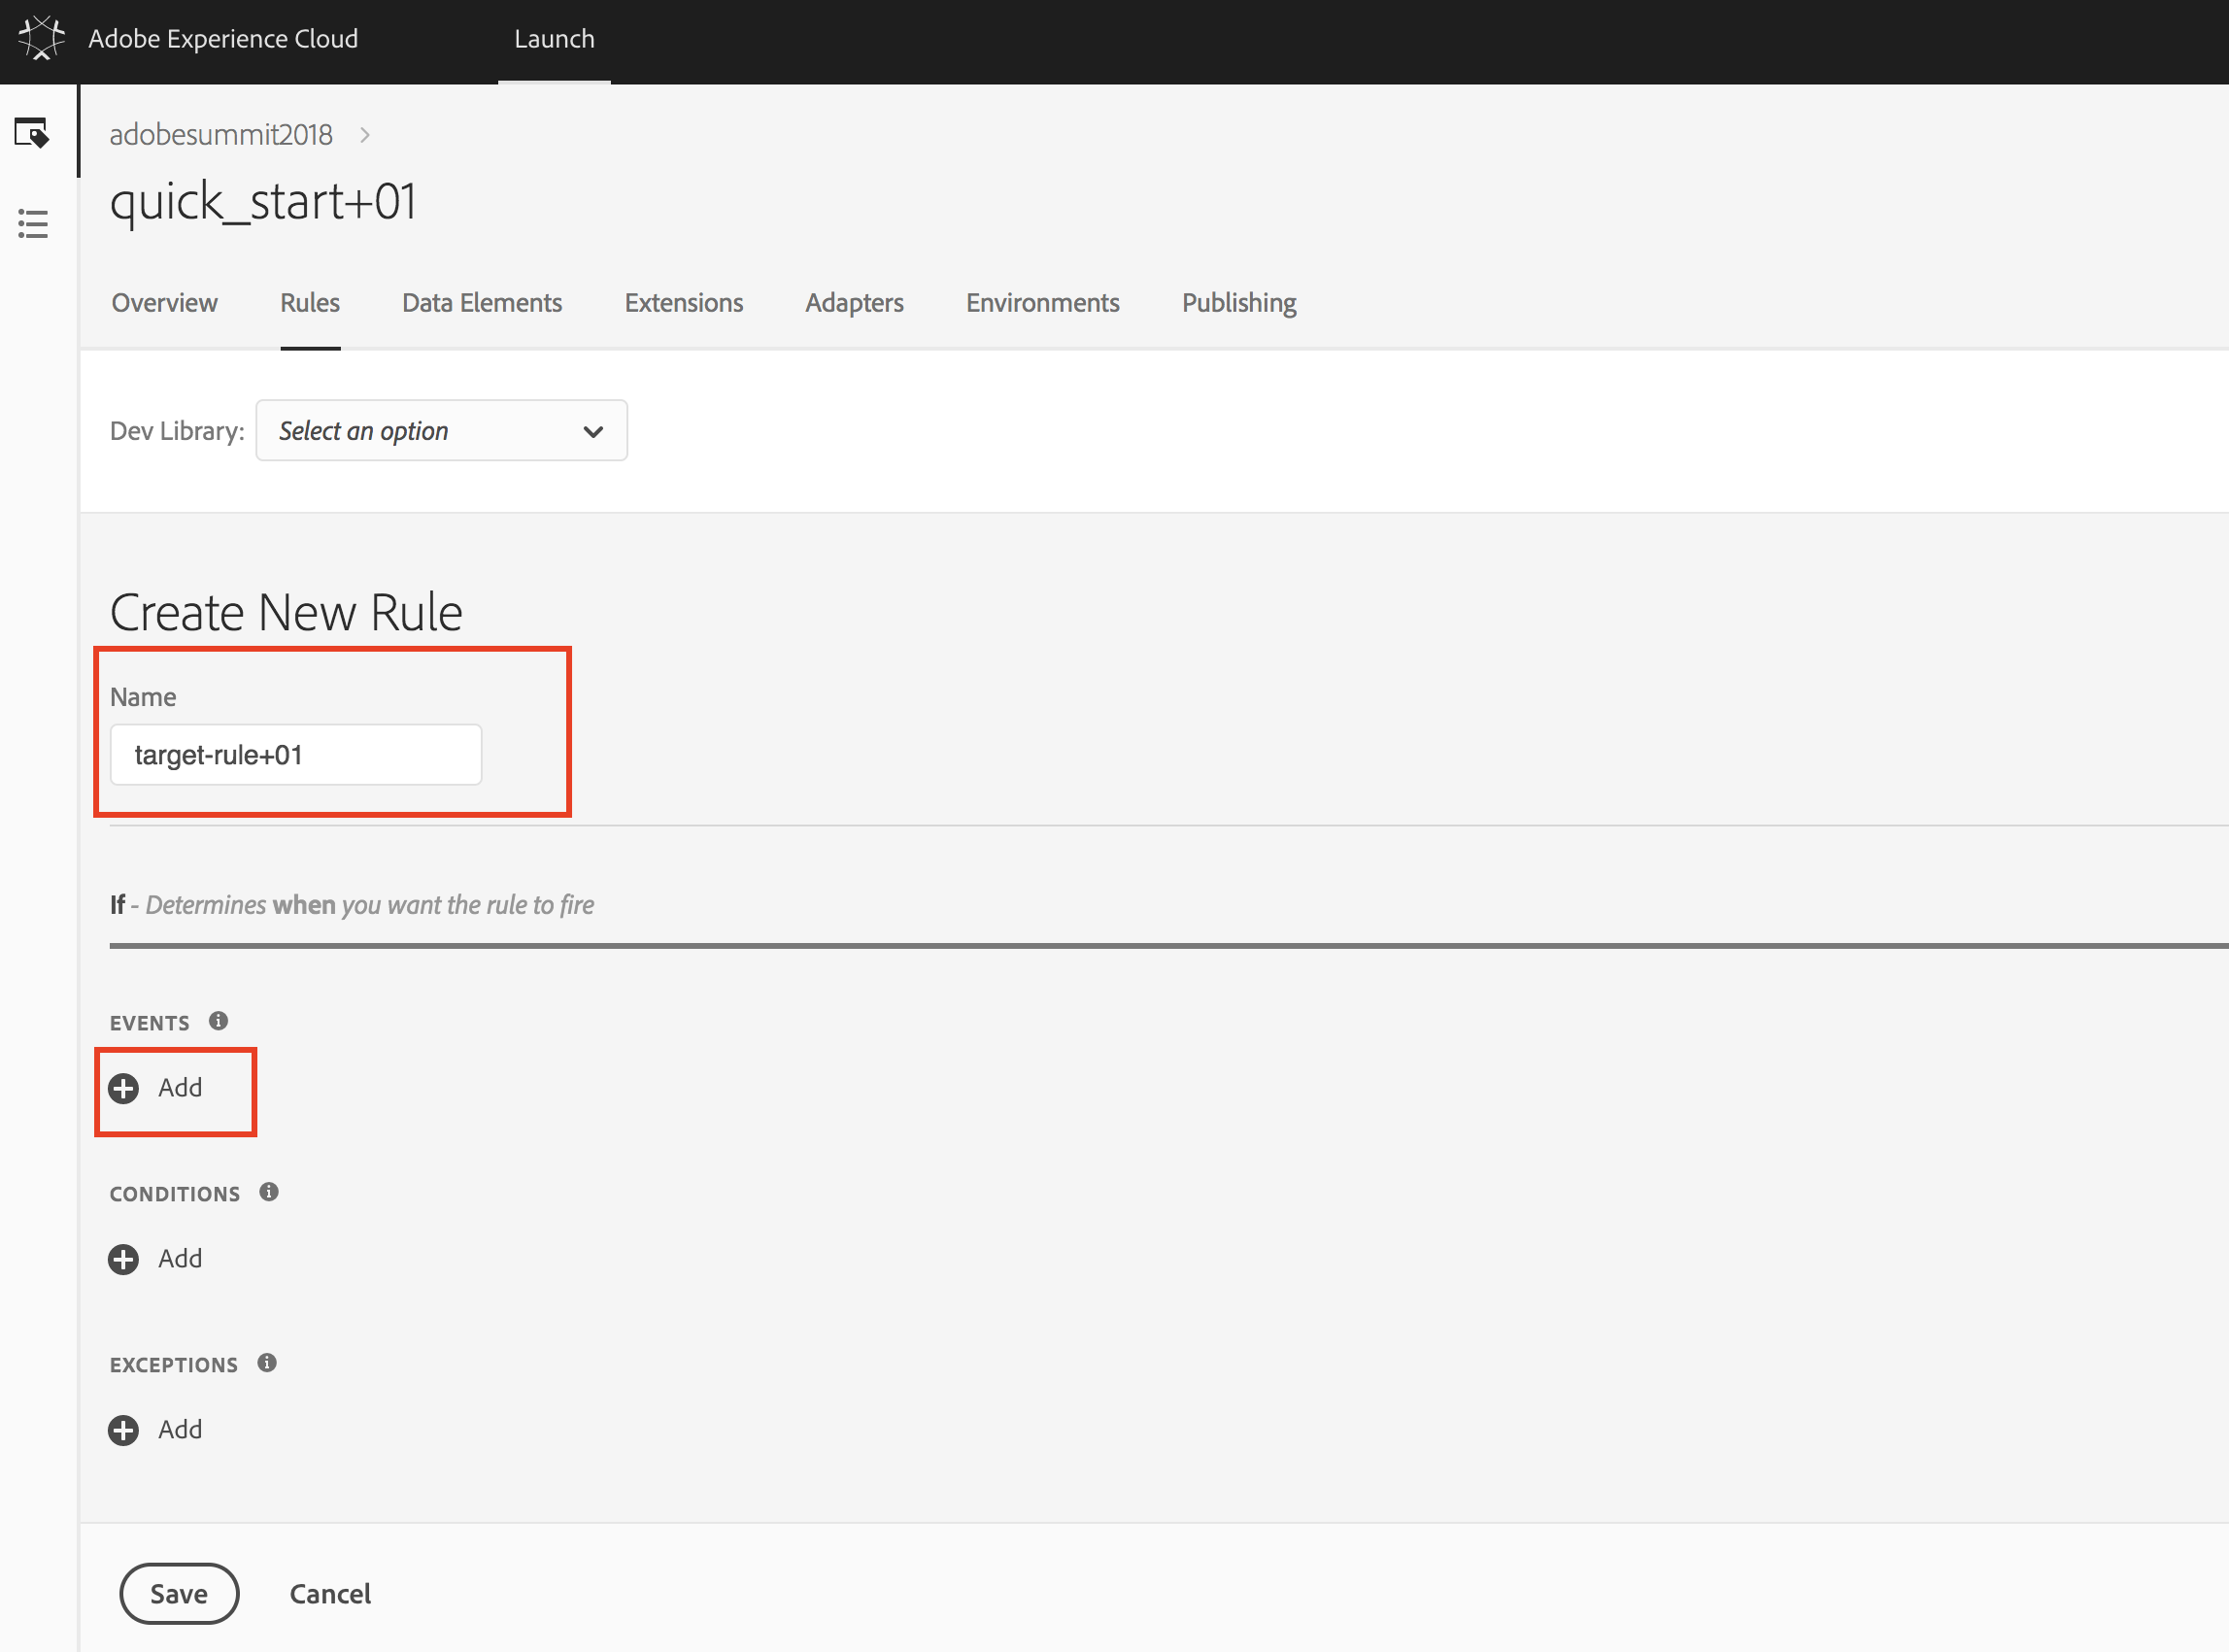 Adobe Experience Cloud Launch
adobesummit2018
quick_start+01
Overview Rules Data Elements Extensions Adapters Environments Publishing
Dev Library: Select an option
Create New Rule
Name
target-rule+01
If - Determines when you want the rule to fire
EVENTS
Add
CONDITIONS
Add
EXCEPTIONS
Add
Save Cancel